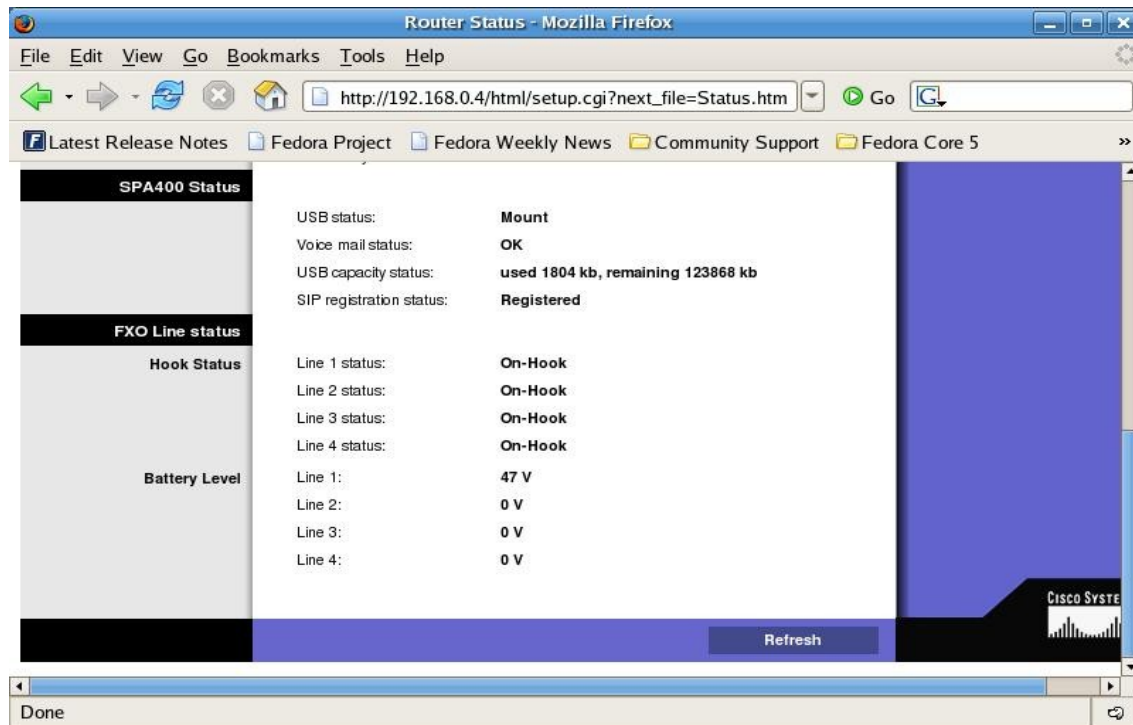 Router Status - Mozilla Firefox
File Edit View Go Bookmarks Tools Help
http://192.168.0.4/html/setup.cgi?next_file=Status.htm Go G
Latest Release Notes Fedora Project Fedora Weekly News Community Support Fedora Core 5 »
SPA400 Status
USB status: Mount
Voice mail status: OK
USB capacity status: used 1804 kb, remaining 123868 kb
SIP registration status: Registered
FXO Line status
Hook Status Line 1 status: On-Hook
Line 2 status: On-Hook
Line 3 status: On-Hook
Line 4 status: On-Hook
Battery Level Line 1: 47 V
Line 2: 0 V
Line 3: 0 V
Line 4: 0 V
CISCO SYSTE
Refresh
Done